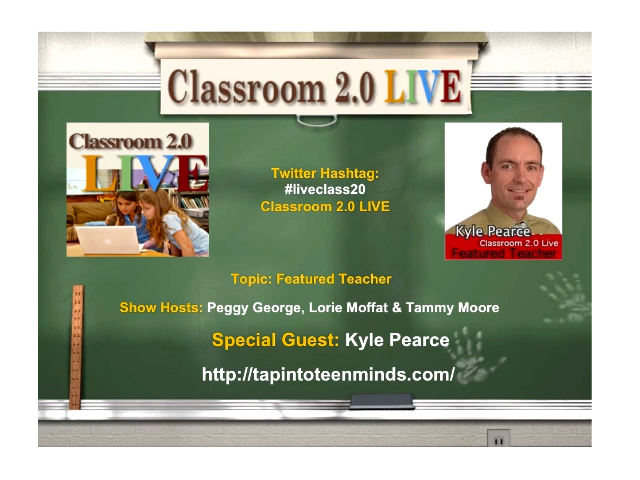 Classroom 2.0 LIVE
Classroom 2.0
LIVE
Twitter Hashtag:
#liveclass20
Classroom 2.0 LIVE
Kyle Pearce
Classroom 2.0 Live
Featured Teacher
Topic: Featured Teacher
Show Hosts: Peggy George, Lorie Moffat & Tammy Moore
Special Guest: Kyle Pearce
http://tapintoteenminds.com/